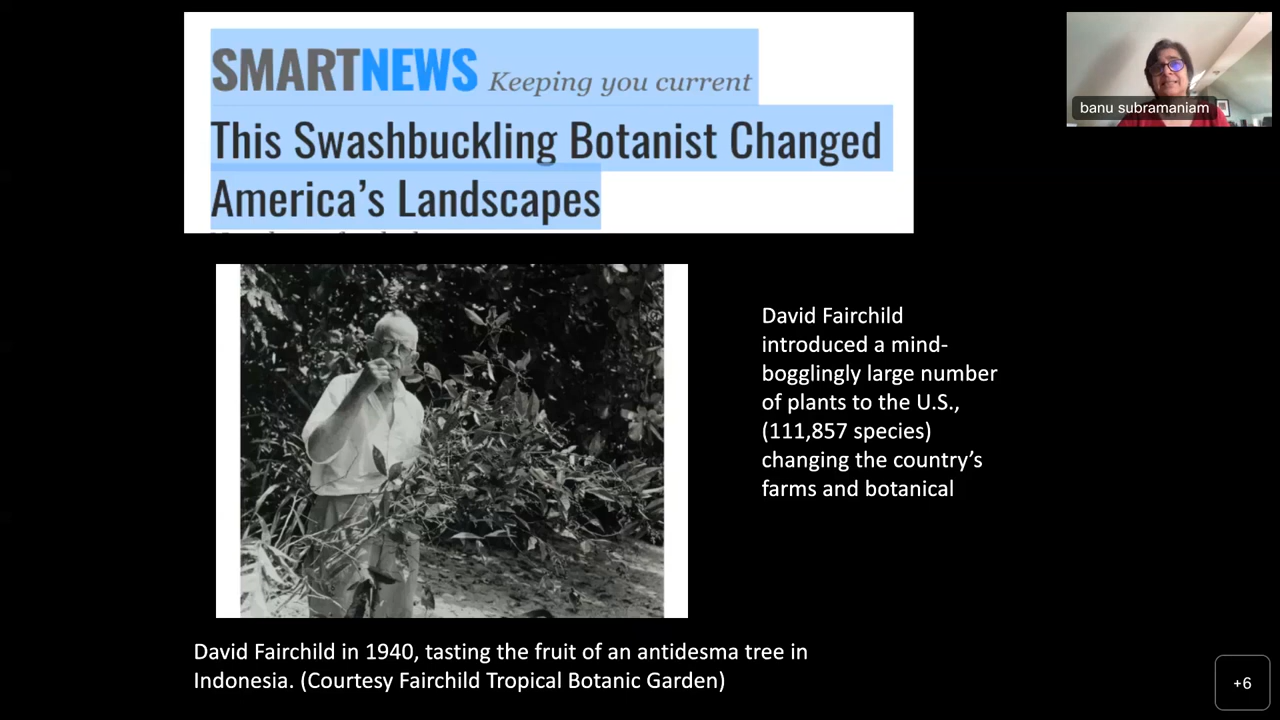 SMARTNEWS Keeping you current
This Swashbuckling Botanist Changed
America's Landscapes
banu subramaniam
David Fairchild
introduced a mind-
bogglingly large number
of plants to the U.S.,
(111,857 species)
changing the country's
farms and botanical
David Fairchild in 1940, tasting the fruit of an antidesma tree in
Indonesia. (Courtesy Fairchild Tropical Botanic Garden)
+6